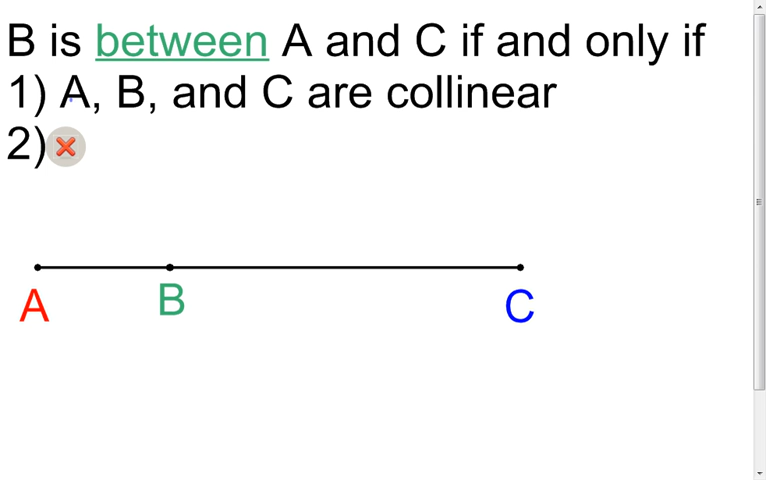 B is between A and C if and only if
1) A, B, and C are collinear
2)
A B C